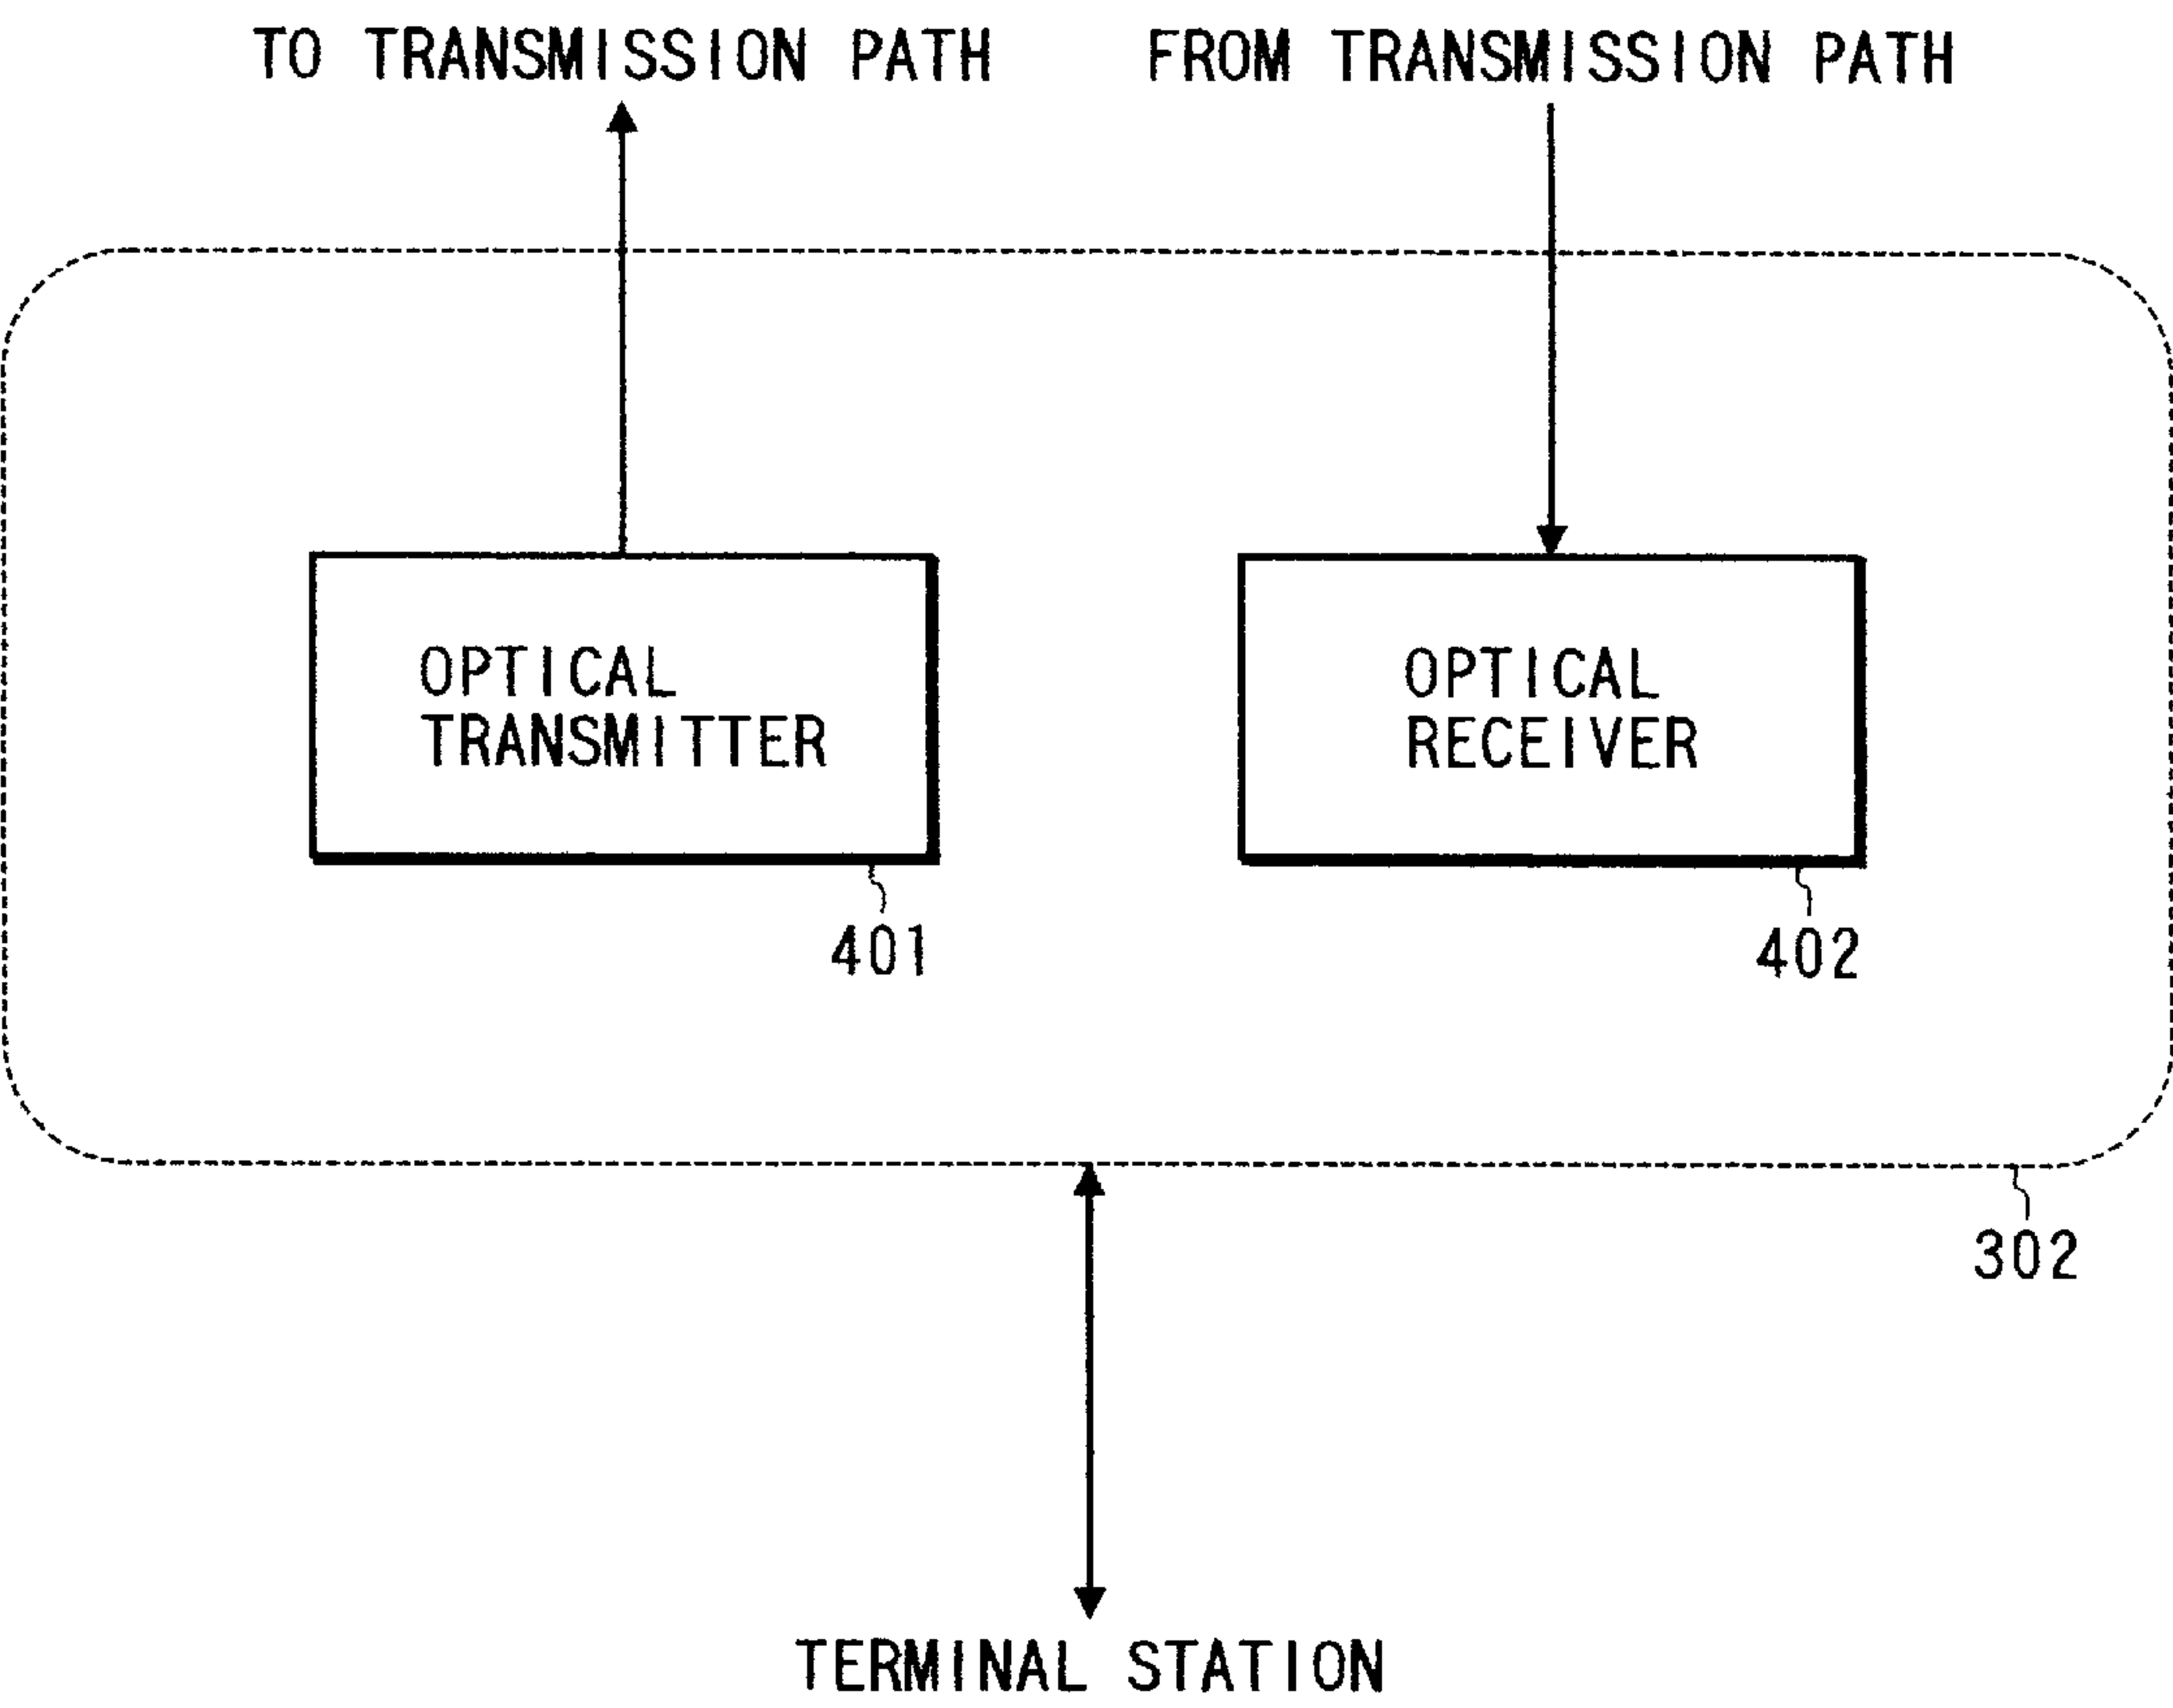 TO TRANSMISSION PATH
FROM TRANSMISSION PATH
OPTICAL
TRANSMITTER
OPTICAL
RECEIVER
401
402
302
TERMINAL STATION